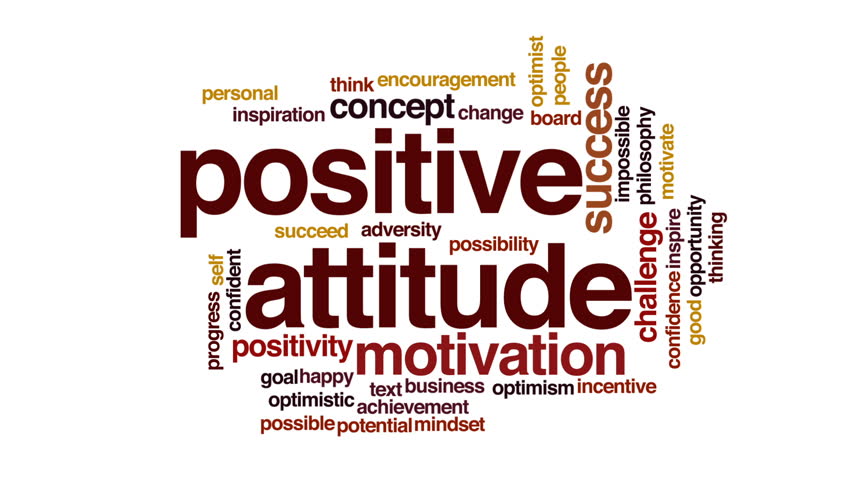 optimist
people
personal
think encouragement
inspiration concept change board
success
impossible
philosophy
motivate
positive
succeed adversity
possibility
attitude
challenge
inspire
confidence
opportunity
good
thinking
self
confident
progress
positivity motivation
goal happy text business optimism incentive
optimistic achievement
possible potential mindset